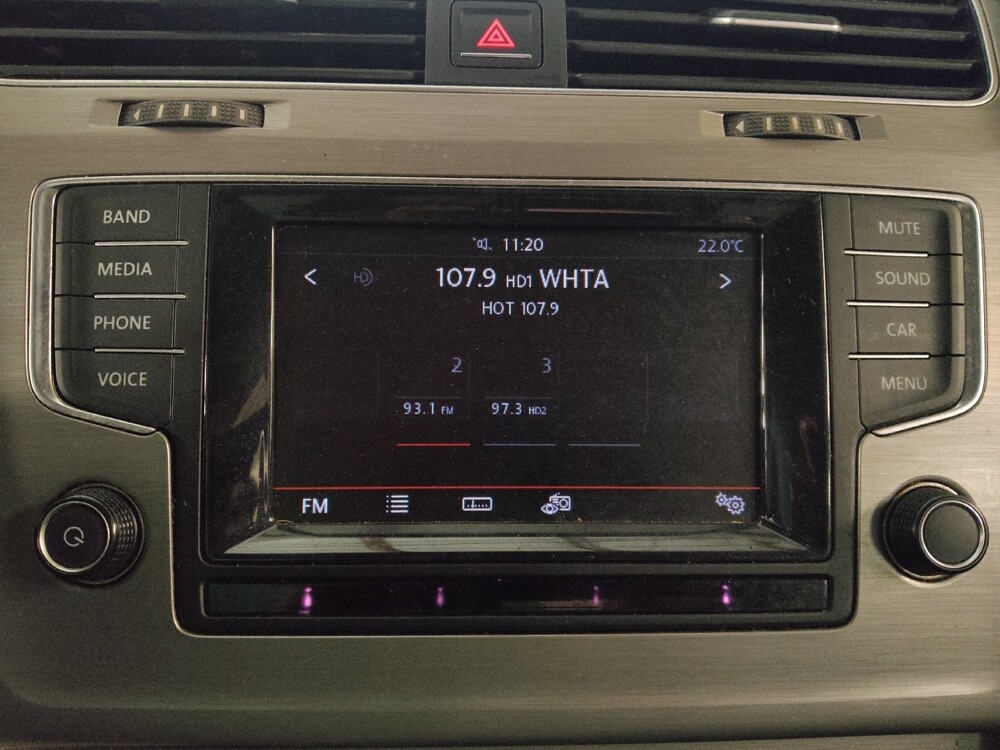 BAND
MEDIA
PHONE
VOICE
11:20
22.0°C
107.9 HD1 WHTA
HOT 107.9
2
3
93.1 FM
97.3 HD2
FM
MUTE
SOUND
CAR
MENU